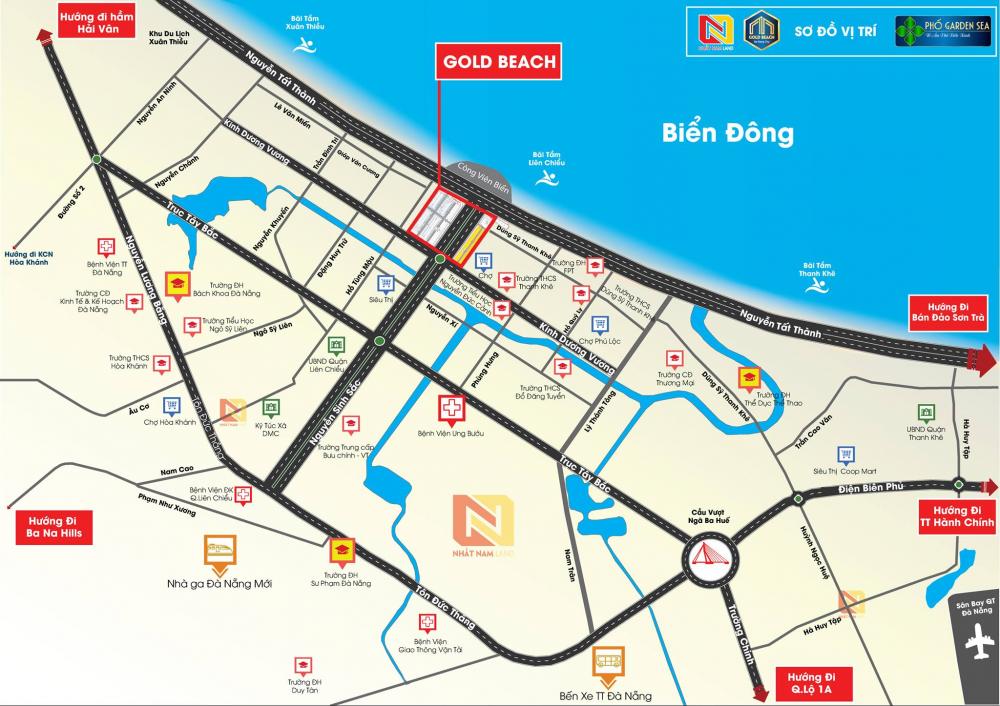 Hướng đi hầm
Hải Vân
Khu Du Lịch
Xuân Thiều
Bãi Tắm
Xuân Thiều
NHẤT NAM LAND
GOLD BEACH
SƠ ĐỒ VỊ TRÍ
PHỐ GARDEN SEA
GOLD BEACH
Biển Đông
Nguyễn Tất Thành
Nguyễn An Ninh
Lê Văn Miến
Kinh Dương Vương
Trần Đình Tri
Giáp Văn Cương
Công Viên Biển
Bãi Tắm
Liên Chiểu
Nguyễn Chánh
Đường Số 2
Trục Tây Bắc
Nguyễn Khuyến
Đặng Huy Trứ
Hồ Tùng Mậu
Dũng Sỹ Thanh Khê
Hướng đi KCN
Hòa Khánh
Bệnh Viện TT
Đà Nẵng
Nguyễn Lương Bằng
Trường ĐH
Bách Khoa Đà Nẵng
Trường CĐ
Kinh Tế & Kế Hoạch
Đà Nẵng
Siêu Thị
Chợ
Trường Tiểu Học
Nguyễn Đức Cảnh
Trường THCS
Thanh Khê
Trường ĐH
FPT
Trường THCS
Dũng Sỹ Thanh Khê
Hồ Quý Ly
Bãi Tắm
Thanh Khê
Nguyễn Tất Thành
Hướng Đi
Bán Đảo Sơn Trà
Trường Tiểu Học
Ngô Sỹ Liên
Ngô Sỹ Liên
UBND Quận
Liên Chiểu
Nguyễn Xí
Kinh Dương Vương
Chợ Phú Lộc
Trường THCS
Hòa Khánh
Phùng Hưng
Trường THCS
Đỗ Đăng Tuyển
Trường CĐ
Thương Mại
Dũng Sỹ Thanh Khê
Trường ĐH
Thể Dục Thể Thao
Âu Cơ
Chợ Hòa Khánh
Tôn Đức Thắng
Ký Túc Xá
DMC
Nguyễn Sinh Sắc
Trường Trung cấp
Bưu chính - VT
Bệnh Viện Ung Bướu
Lý Thánh Tông
Trần Cao Vân
UBND Quận
Thanh Khê
Hà Huy Tập
Siêu Thị Coop Mart
Nam Cao
Phạm Như Xương
Bệnh Viện ĐK
Q.Liên Chiểu
Trục Tây Bắc
Điện Biên Phủ
Hướng Đi
Ba Na Hills
Hướng Đi
TT Hành Chính
Cầu Vượt
Ngã Ba Huế
NHẤT NAM LAND
Nhà ga Đà Nẵng Mới
Trường ĐH
Sư Phạm Đà Nẵng
Tôn Đức Thắng
Nam Trân
Huỳnh Ngọc Huệ
Hà Huy Tập
Trường Chinh
Sân Bay QT
Đà Nẵng
Bệnh Viện
Giao Thông Vận Tải
Trường ĐH
Duy Tân
Bến Xe TT Đà Nẵng
Hướng Đi
Q.Lộ 1A